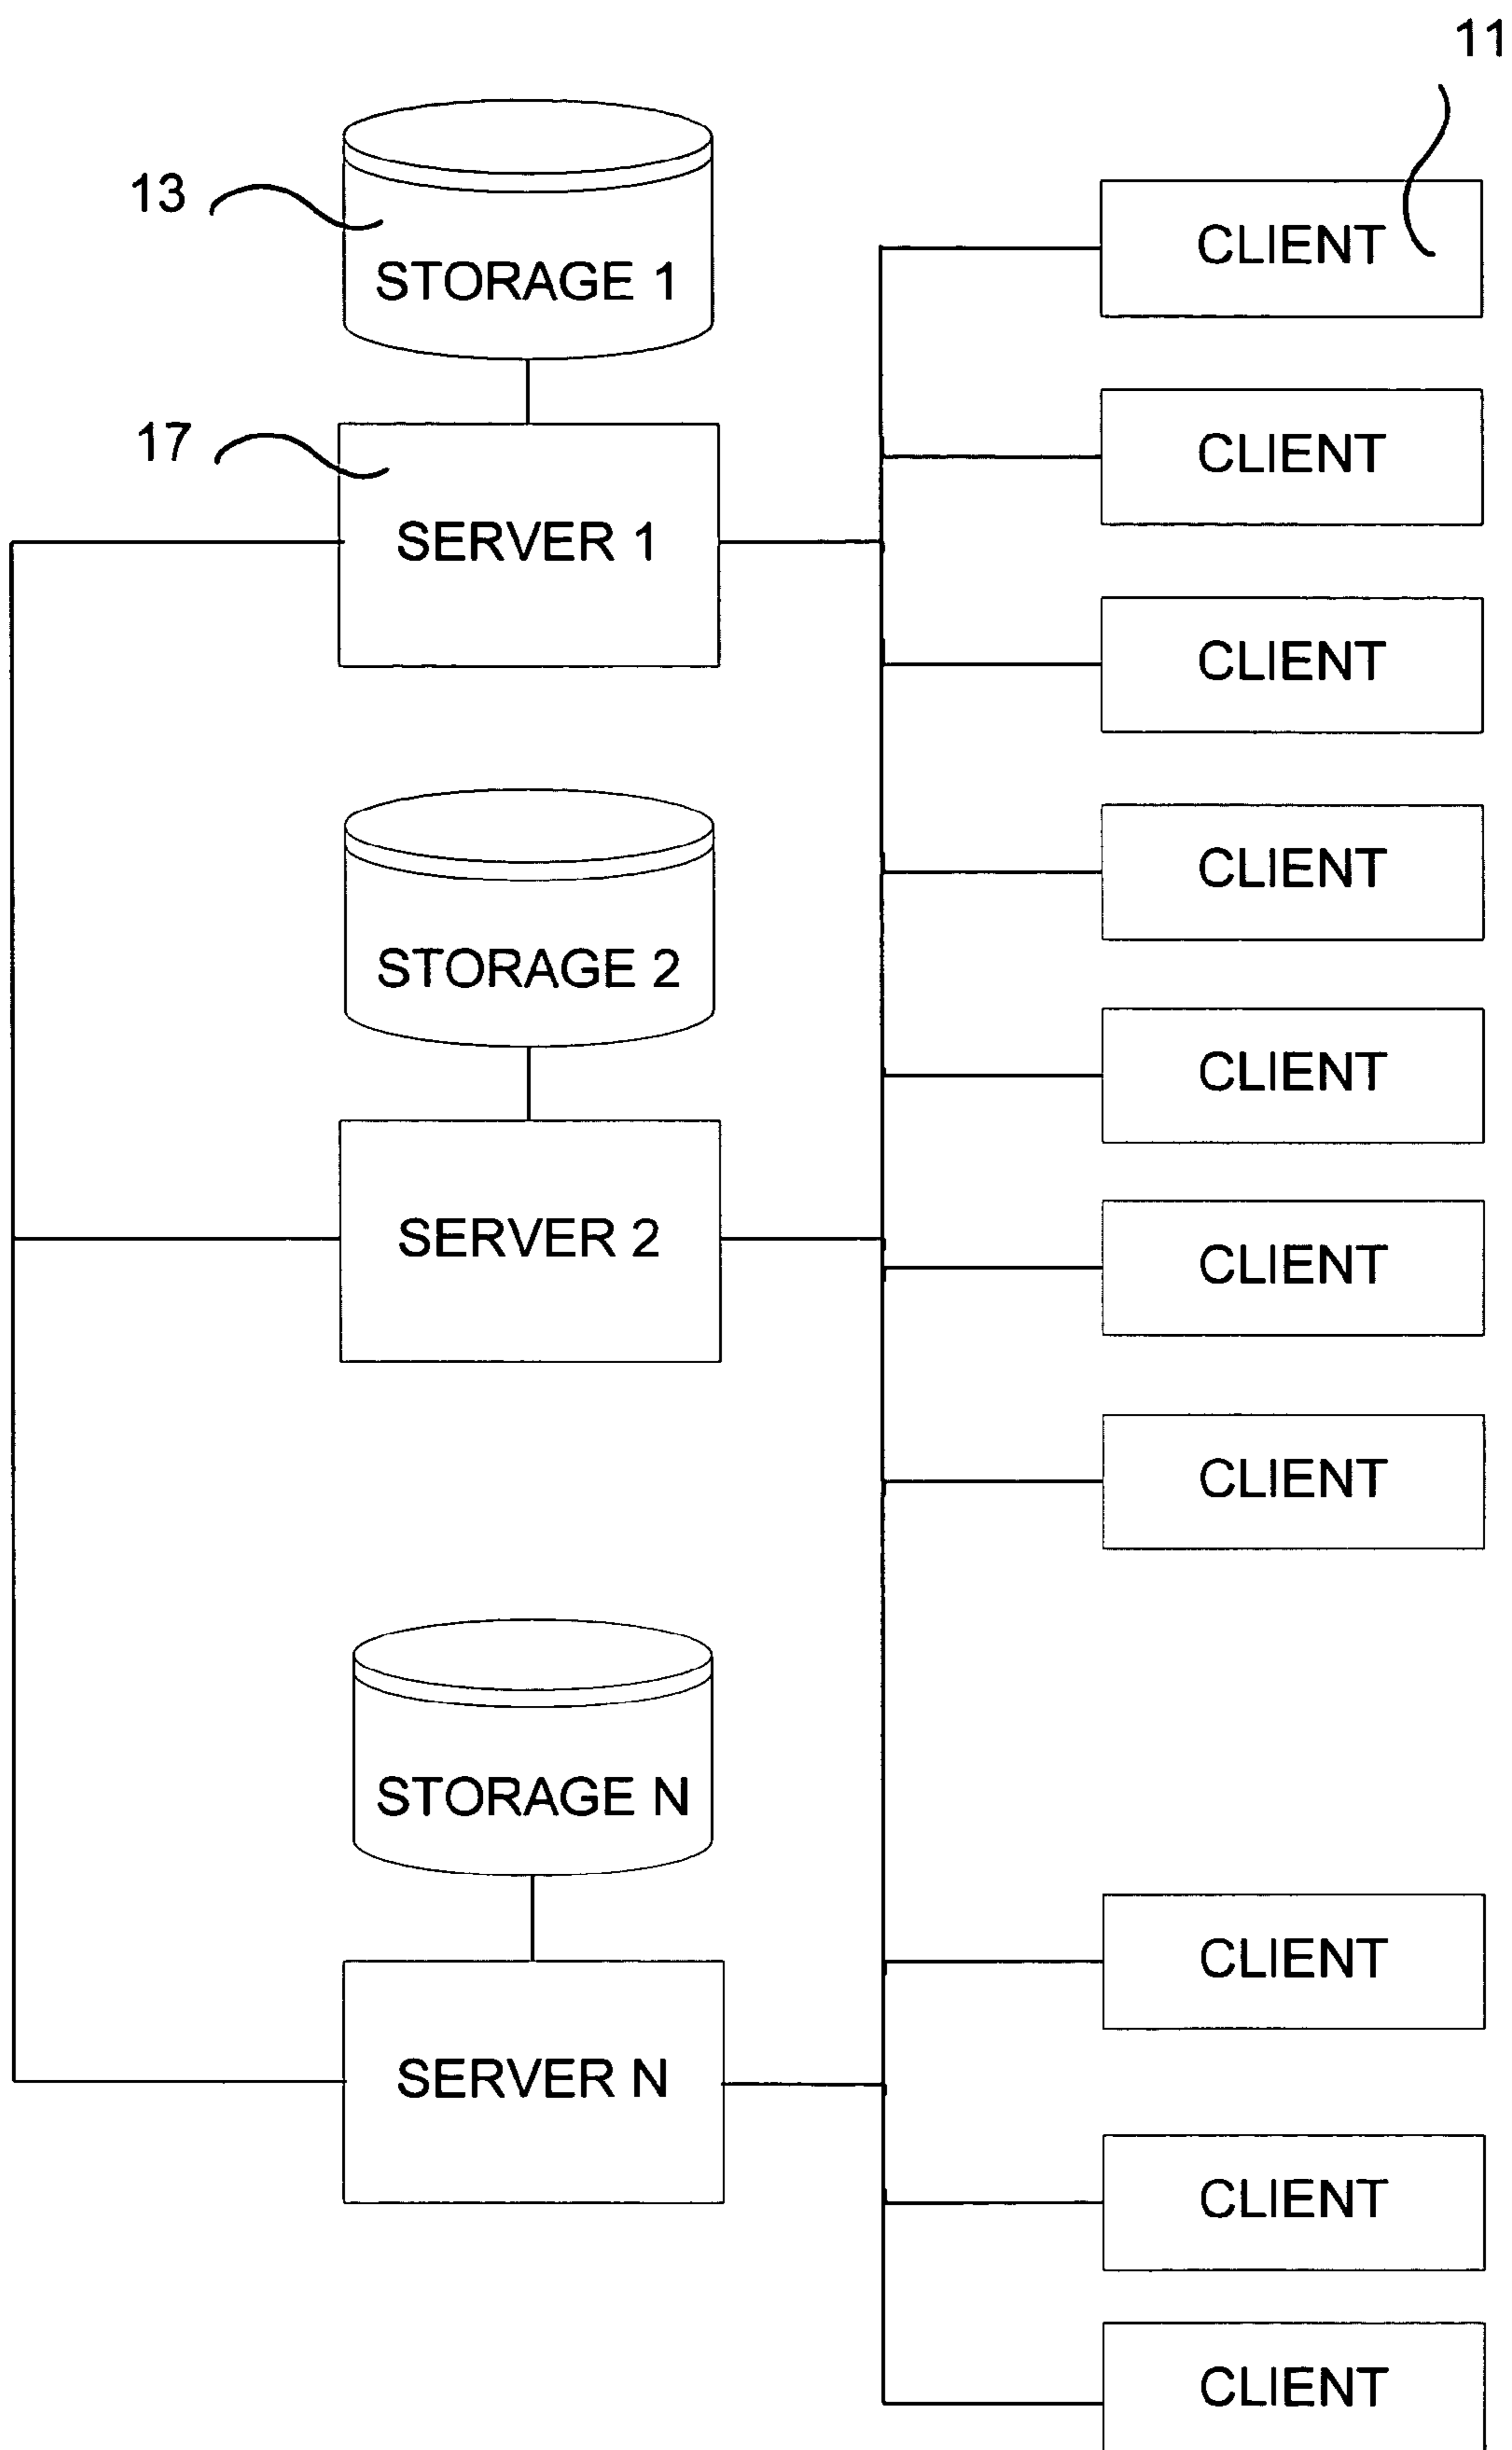 11
13
STORAGE 1
CLIENT
17
CLIENT
SERVER 1
CLIENT
CLIENT
STORAGE 2
CLIENT
SERVER 2
CLIENT
CLIENT
STORAGE N
CLIENT
SERVER N
CLIENT
CLIENT